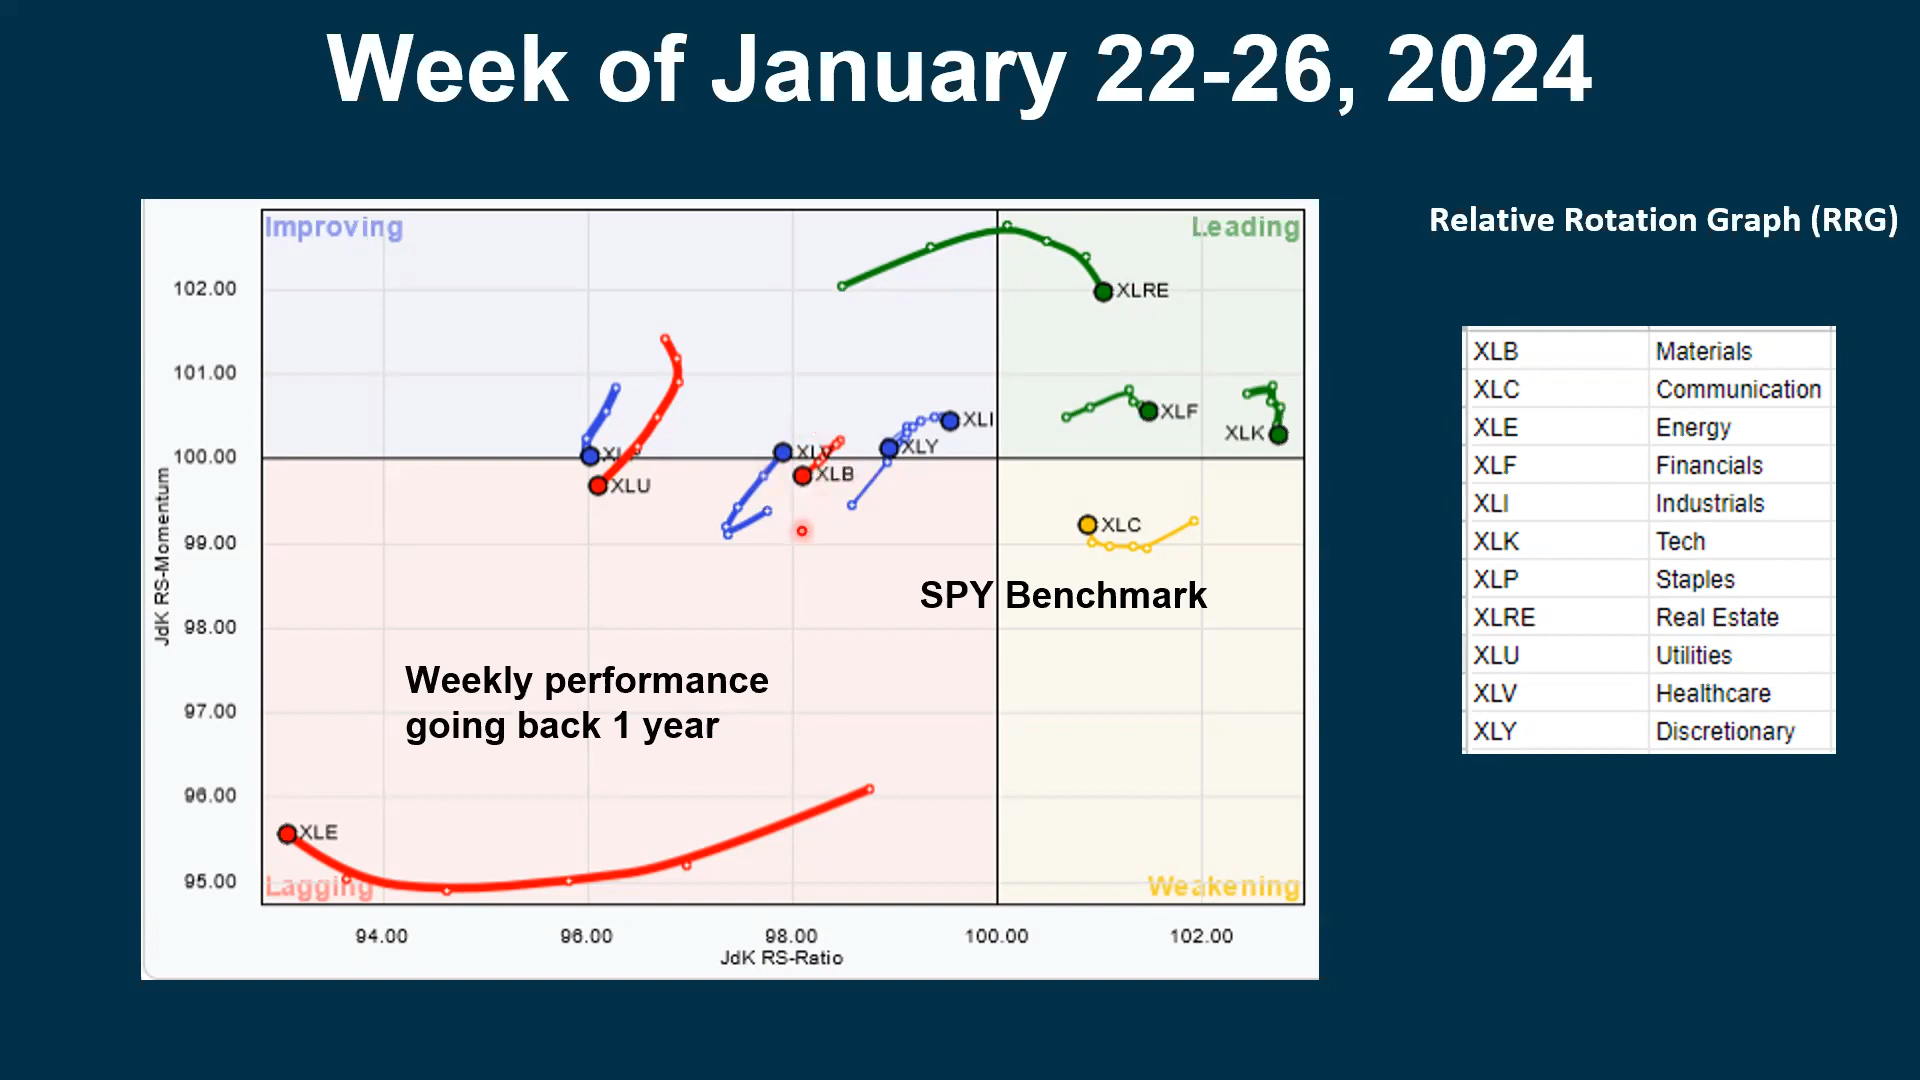 Week of January 22-26, 2024
Relative Rotation Graph (RRG)
Improving
Leading
102.00
101.00
100.00
99.00
98.00
97.00
96.00
95.00
JdK RS-Momentum
XLRE
XLF
XLK
XLI
XLY
XLV
XLB
XLU
XLC
SPY Benchmark
Weekly performance
going back 1 year
XLE
Lagging
Weakening
94.00 96.00 98.00 100.00 102.00
JdK RS-Ratio
XLB Materials
XLC Communication
XLE Energy
XLF Financials
XLI Industrials
XLK Tech
XLP Staples
XLRE Real Estate
XLU Utilities
XLV Healthcare
XLY Discretionary